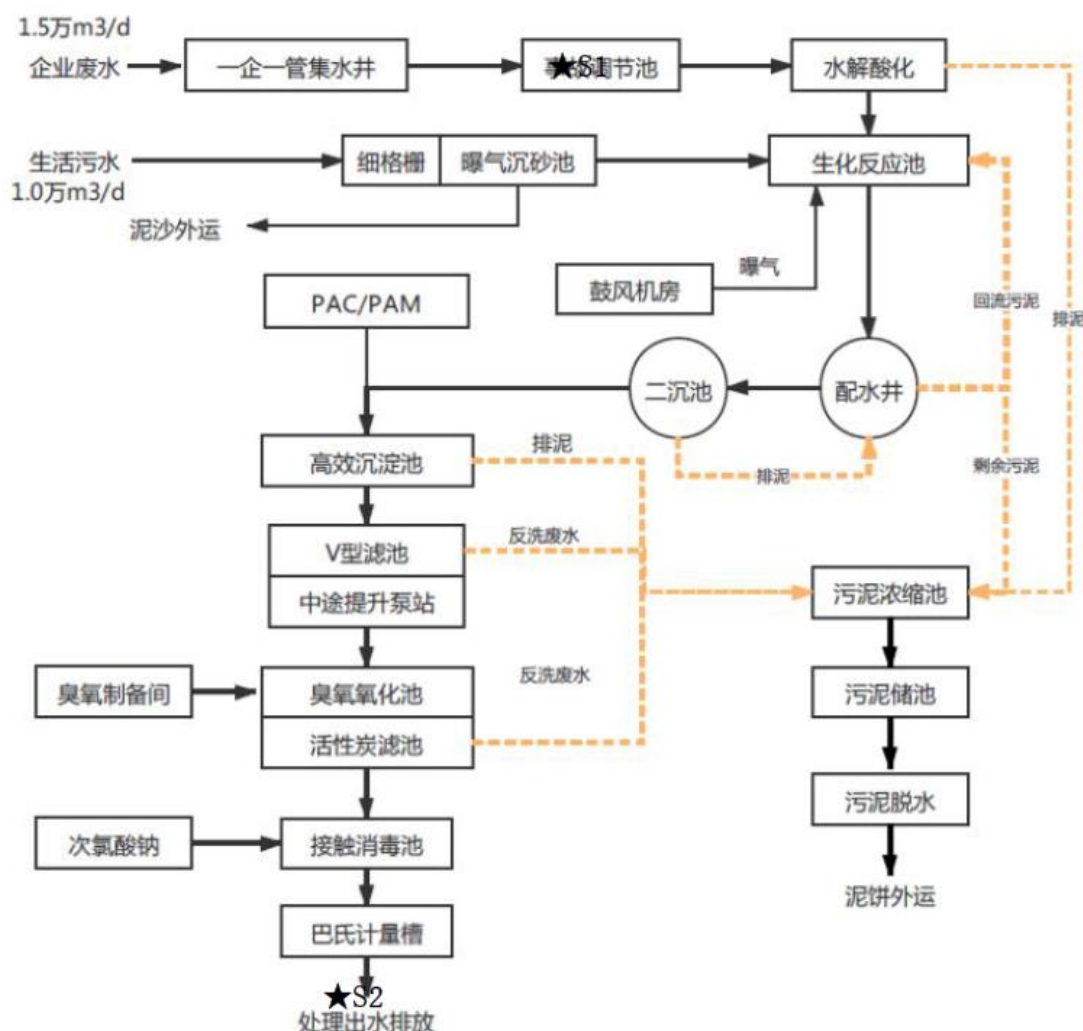 1.5万m3/d
企业废水
一企一管集水井
★S1
调节池
水解酸化
生活污水
1.0万m3/d
细格栅
曝气沉砂池
生化反应池
泥沙外运
鼓风机房
曝气
回流污泥
排泥
PAC/PAM
二沉池
配水井
高效沉淀池
排泥
排泥
剩余污泥
V型滤池
反洗废水
中途提升泵站
污泥浓缩池
臭氧制备间
臭氧氧化池
反洗废水
污泥储池
活性炭滤池
污泥脱水
次氯酸钠
接触消毒池
泥饼外运
巴氏计量槽
★S2
处理出水排放